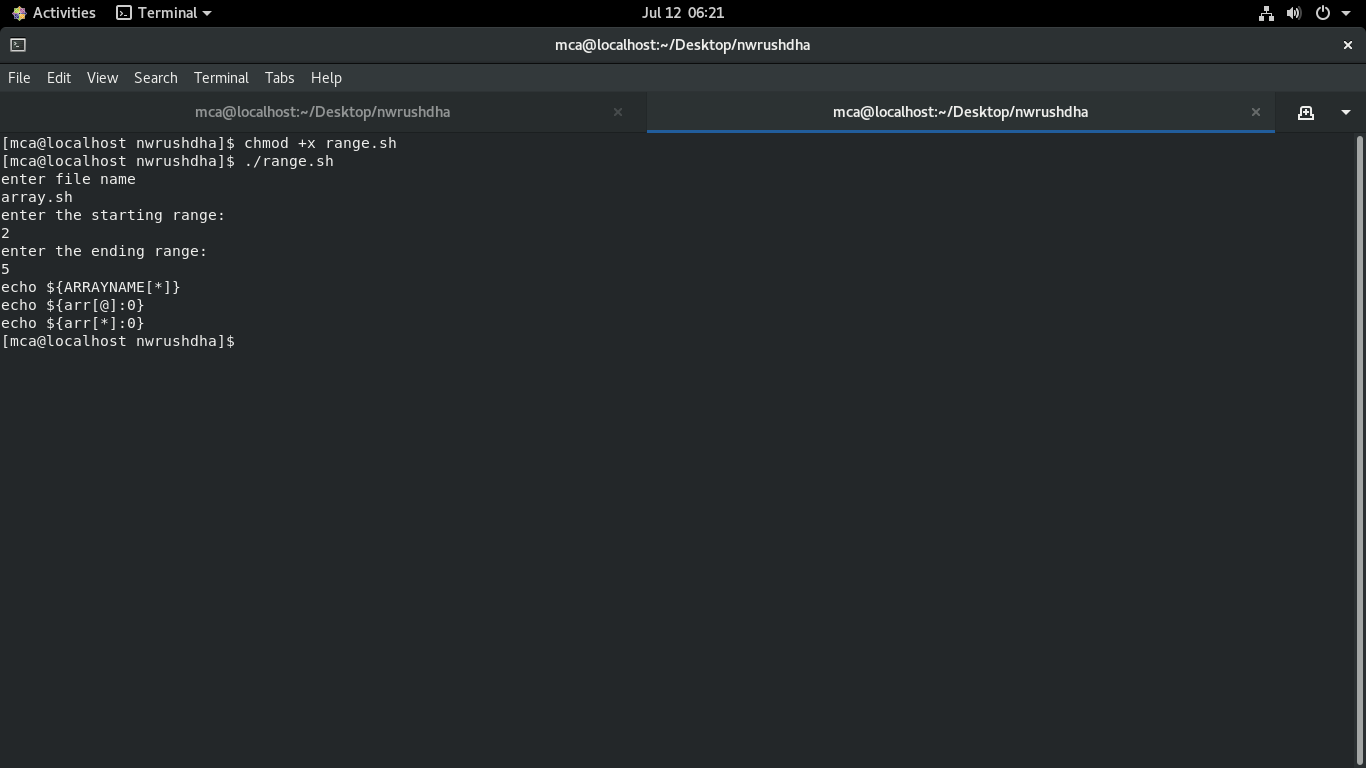 Activities Terminal Jul 12 06:21
mca@localhost:~/Desktop/nwrushdha
File Edit View Search Terminal Tabs Help
mca@localhost:~/Desktop/nwrushdha mca@localhost:~/Desktop/nwrushdha
[mca@localhost nwrushdha]$ chmod +x range.sh
[mca@localhost nwrushdha]$ ./range.sh
enter file name
array.sh
enter the starting range:
2
enter the ending range:
5
echo ${ARRAYNAME[*]}
echo ${arr[@]:0}
echo ${arr[*]:0}
[mca@localhost nwrushdha]$